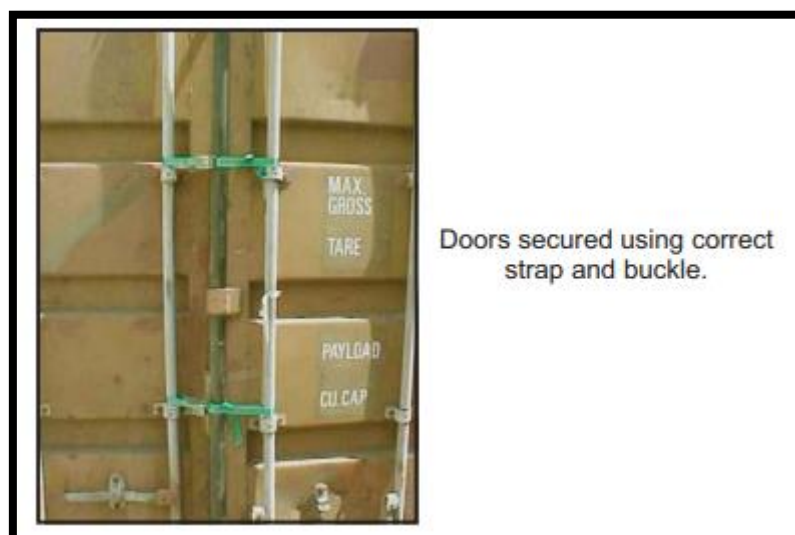 MAX.
GROSS
TARE
PAYLOAD
CU.CAP
Doors secured using correct
strap and buckle.